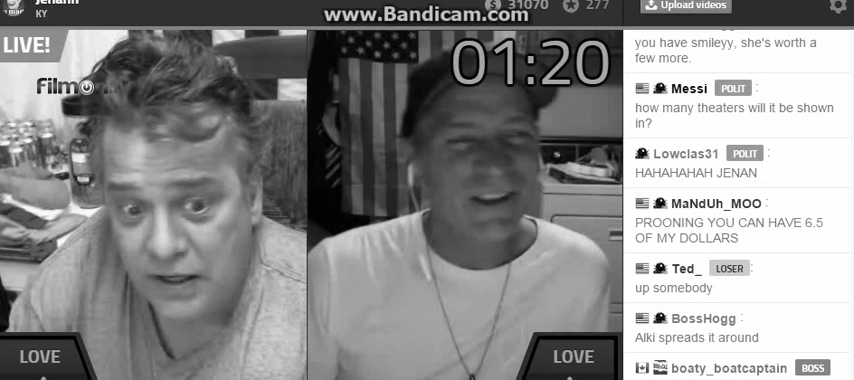 Jenann
KY
31070
277
www.Bandicam.com
Upload videos
LIVE!
Filmon
01:20
you have smileyy, she's worth a
few more.
Messi POLIT :
how many theaters will it be shown
in?
Lowclas31 POLIT :
HAHAHAHAH JENAN
MaNdUh_MOO :
PROONING YOU CAN HAVE 6.5
OF MY DOLLARS
Ted_ LOSER :
up somebody
BossHogg :
Alki spreads it around
boaty_boatcaptain BOSS
LOVE
LOVE